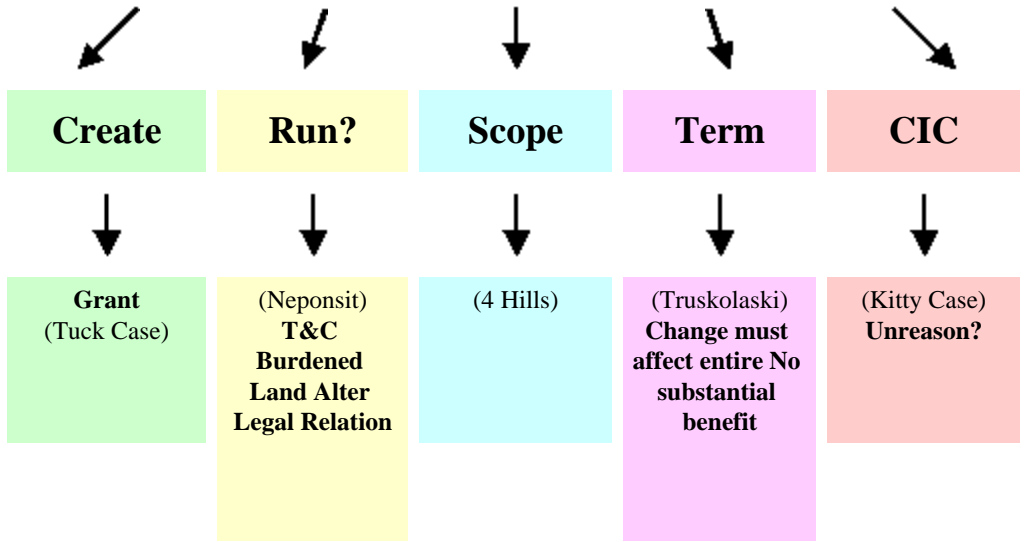 Create
Run?
Scope
Term
CIC
Grant
(Tuck Case)
(Neponsit)
T&C
Burdened
Land Alter
Legal Relation
(4 Hills)
(Truskolaski)
Change must
affect entire No
substantial
benefit
(Kitty Case)
Unreason?